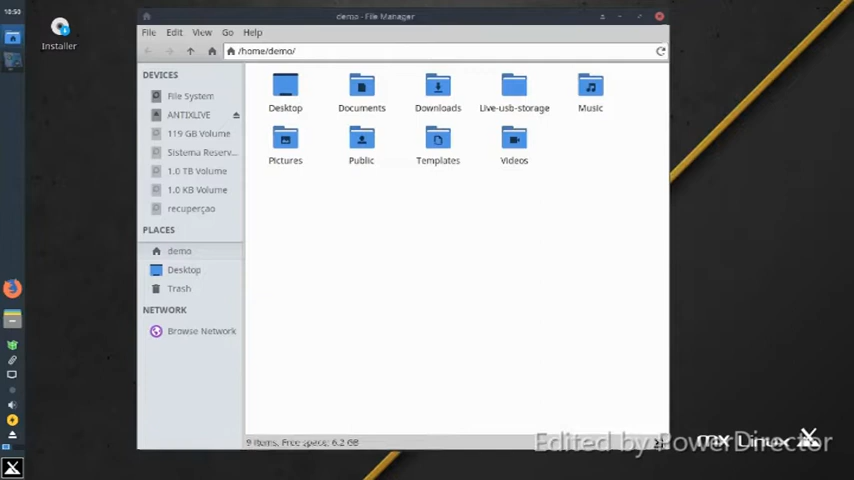 10:50
Installer
demo - File Manager
File Edit View Go Help
/home/demo/
DEVICES
File System
ANTIXLIVE
119 GB Volume
Sistema Reserv...
1.0 TB Volume
1.0 KB Volume
recuperçao
PLACES
demo
Desktop
Trash
NETWORK
Browse Network
Desktop
Documents
Downloads
Live-usb-storage
Music
Pictures
Public
Templates
Videos
9 items, Free space: 6.2 GB
Edited by PowerDirector
mx Linux